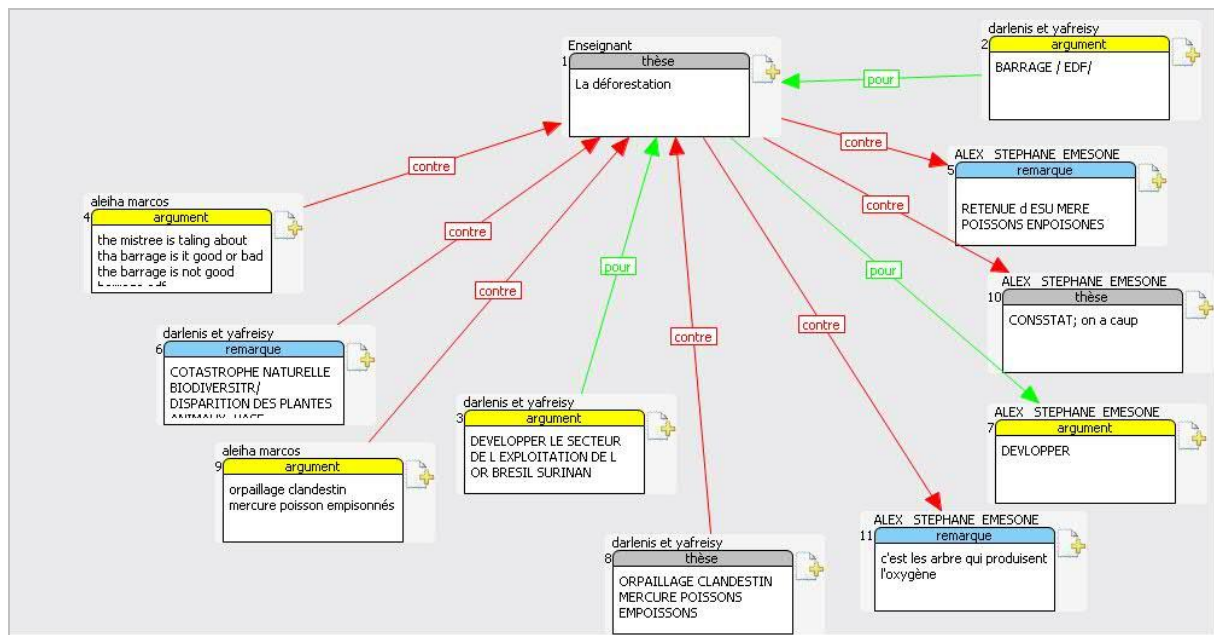 darlenis et yafreisy
2 argument
BARRAGE / EDF/
Enseignant
1 thèse
La déforestation
pour
contre
ALEX STEPHANE EMESONE
5 remarque
RETENUE d ESU MERE
POISSONS ENPOISONES
contre
aleiha marcos
4 argument
the mistree is taling about
tha barrage is it good or bad
the barrage is not good
contre
contre
pour
pour
ALEX STEPHANE EMESONE
10 thèse
CONSSTAT; on a caup
contre
contre
contre
darlenis et yafreisy
6 remarque
COTASTROPHE NATURELLE
BIODIVERSITR/
DISPARITION DES PLANTES
darlenis et yafreisy
3 argument
DEVELOPPER LE SECTEUR
DE L EXPLOITATION DE L
OR BRESIL SURINAN
ALEX STEPHANE EMESONE
7 argument
DEVLOPPER
aleiha marcos
9 argument
orpaillage clandestin
mercure poisson empisonnés
ALEX STEPHANE EMESONE
11 remarque
c'est les arbre qui produisent
l'oxygène
darlenis et yafreisy
8 thèse
ORPAILLAGE CLANDESTIN
MERCURE POISSONS
EMPOISSONS